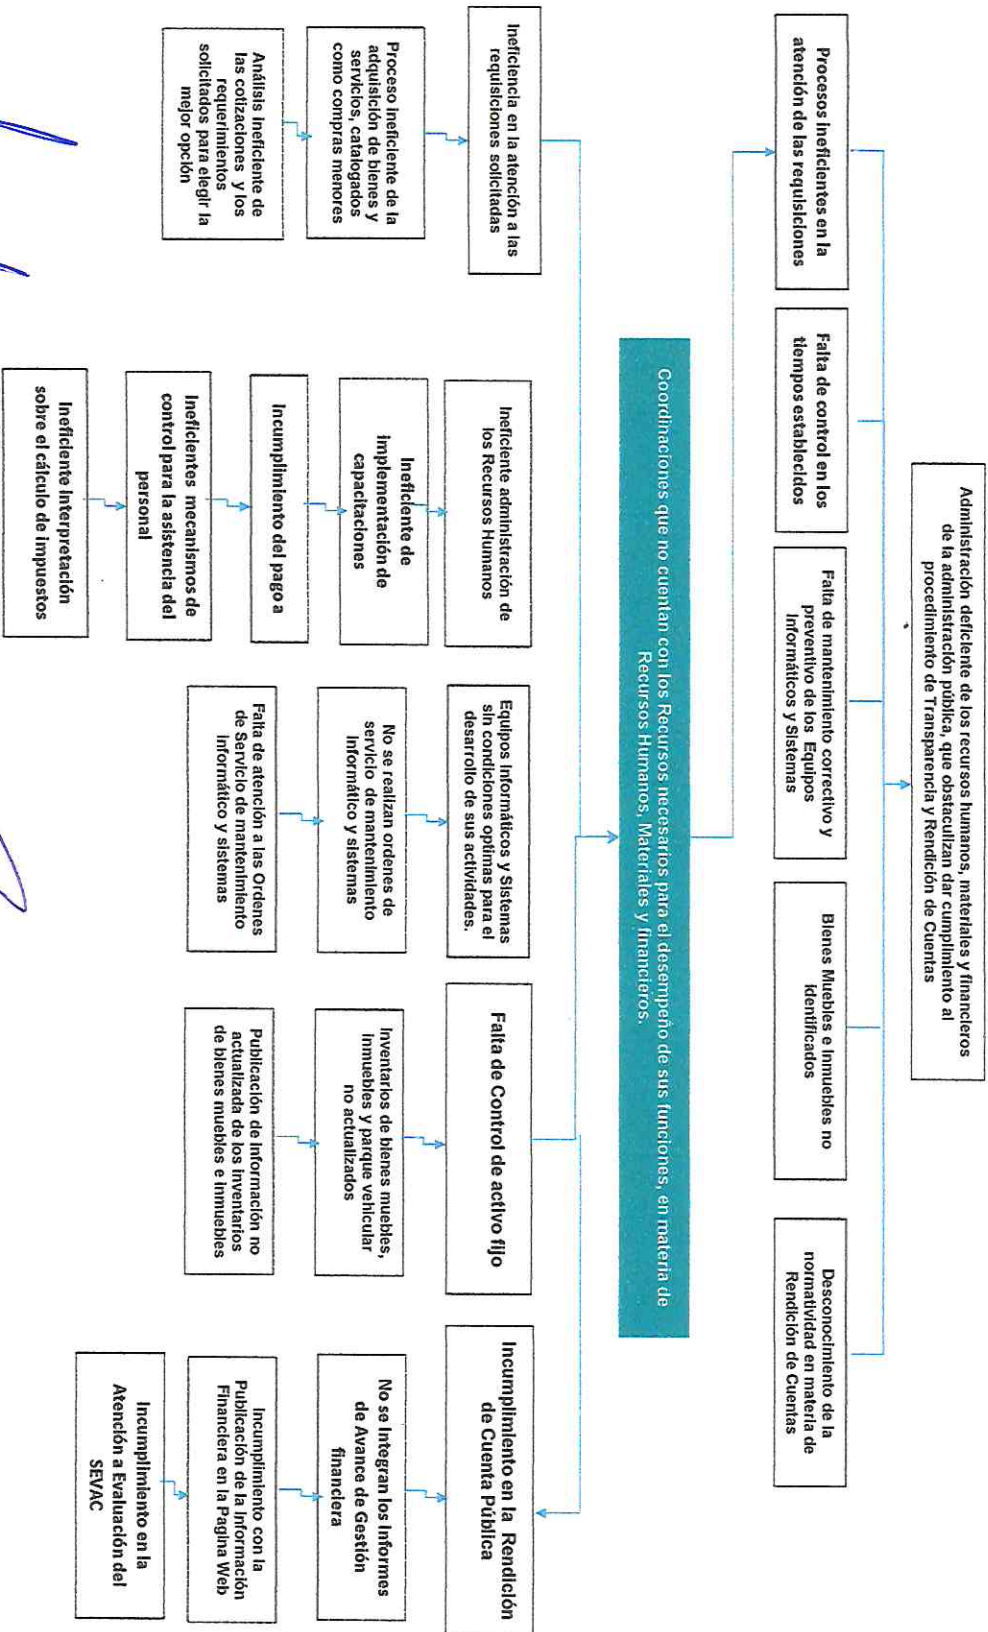 Administración deficiente de los recursos humanos, materiales y financieros
de la administración pública, que obstaculizan dar cumplimiento al
procedimiento de Transparencia y Rendición de Cuentas
Procesos ineficientes en la
atención de las requisiciones
Falta de control en los
tiempos establecidos
Falta de mantenimiento correctivo y
preventivo de los Equipos
Informáticos y Sistemas
Bienes Muebles e Inmuebles no
identificados
Desconocimiento de la
normatividad en materia de
Rendición de Cuentas
Coordinaciones que no cuentan con los Recursos necesarios para el desempeño de sus funciones, en materia de
Recursos Humanos, Materiales y financieros.
Ineficiencia en la atención a las
requisiciones solicitadas
Proceso ineficiente de la
adquisición de bienes y
servicios, catalogados
como compras menores
Análisis ineficiente de
las cotizaciones y los
requerimientos
solicitados para elegir la
mejor opción
Ineficiente administración de
los Recursos Humanos
Ineficiente de
implementación de
capacitaciones
Incumplimiento del pago a
Ineficientes mecanismos de
control para la asistencia del
personal
Ineficiente interpretación
sobre el cálculo de impuestos
Equipos Informáticos y Sistemas
sin condiciones optimas para el
desarrollo de sus actividades.
No se realizan ordenes de
servicio de mantenimiento
informático y sistemas
Falta de atención a las Ordenes
de Servicio de mantenimiento
informático y sistemas
Falta de Control de activo fijo
Inventarios de bienes muebles,
inmuebles y parque vehicular
no actualizados
Publicación de Información no
actualizada de los inventarios
de bienes muebles e inmuebles
Incumplimiento en la Rendición
de Cuenta Pública
No se Integran los Informes
de Avance de Gestión
financiera
Incumplimiento con la
Publicación de la Información
Financiera en la Pagina Web
Incumplimiento en la
Atención a Evaluación del
SEVAC